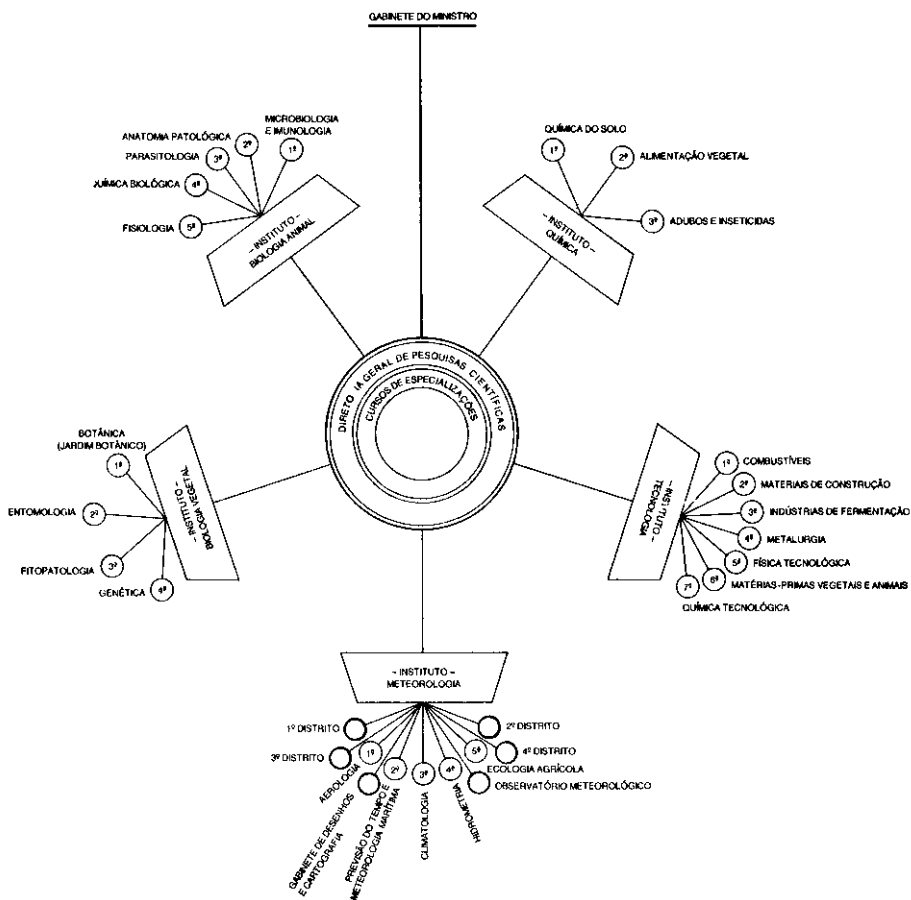 GABINETE DO MINISTRO
MICROBIOLOGIA
E IMUNOLOGIA
1º
ANATOMIA PATOLÓGICA
2º
PARASITOLOGIA
3º
QUÍMICA BIOLÓGICA
4º
FISIOLOGIA
5º
– INSTITUTO –
BIOLOGIA ANIMAL
QUÍMICA DO SOLO
1º
2º
ALIMENTAÇÃO VEGETAL
3º
ADUBOS E INSETICIDAS
– INSTITUTO –
QUÍMICA
DIRETO IA GERAL DE PESQUISAS CIENTÍFICAS
CURSOS DE ESPECIALIZAÇÕES
BOTÂNICA
(JARDIM BOTÂNICO)
1º
ENTOMOLOGIA
2º
FITOPATOLOGIA
3º
GENÉTICA
4º
– INSTITUTO –
BIOLOGIA VEGETAL
– INSTITUTO –
TECNOLOGIA
1º
COMBUSTÍVEIS
2º
MATERIAIS DE CONSTRUÇÃO
3º
INDÚSTRIAS DE FERMENTAÇÃO
4º
METALURGIA
5º
FÍSICA TECNOLÓGICA
6º
MATÉRIAS-PRIMAS VEGETAIS E ANIMAIS
7º
QUÍMICA TECNOLÓGICA
– INSTITUTO –
METEOROLOGIA
1º DISTRITO
2º DISTRITO
3º DISTRITO
4º DISTRITO
1º
AEROLOGIA
GABINETE DE DESENHOS
E CARTOGRAFIA
2º
PREVISÃO DO TEMPO E
METEOROLOGIA MARÍTIMA
3º
CLIMATOLOGIA
4º
HIDROMETRIA
5º
ECOLOGIA AGRÍCOLA
OBSERVATÓRIO METEOROLÓGICO